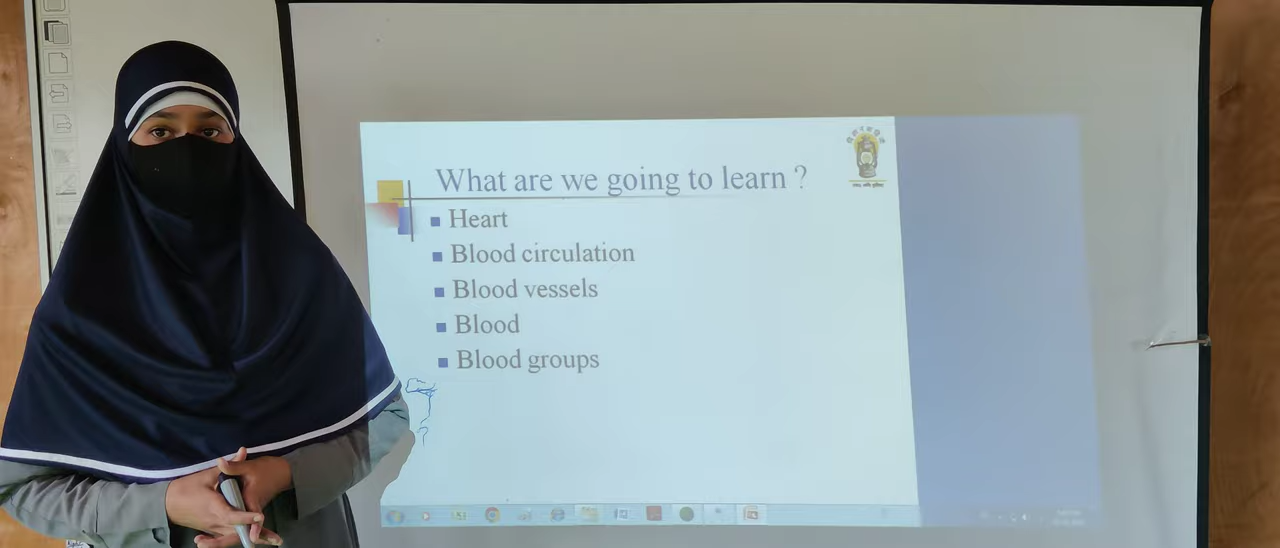 What are we going to learn ?
Heart
Blood circulation
Blood vessels
Blood
Blood groups